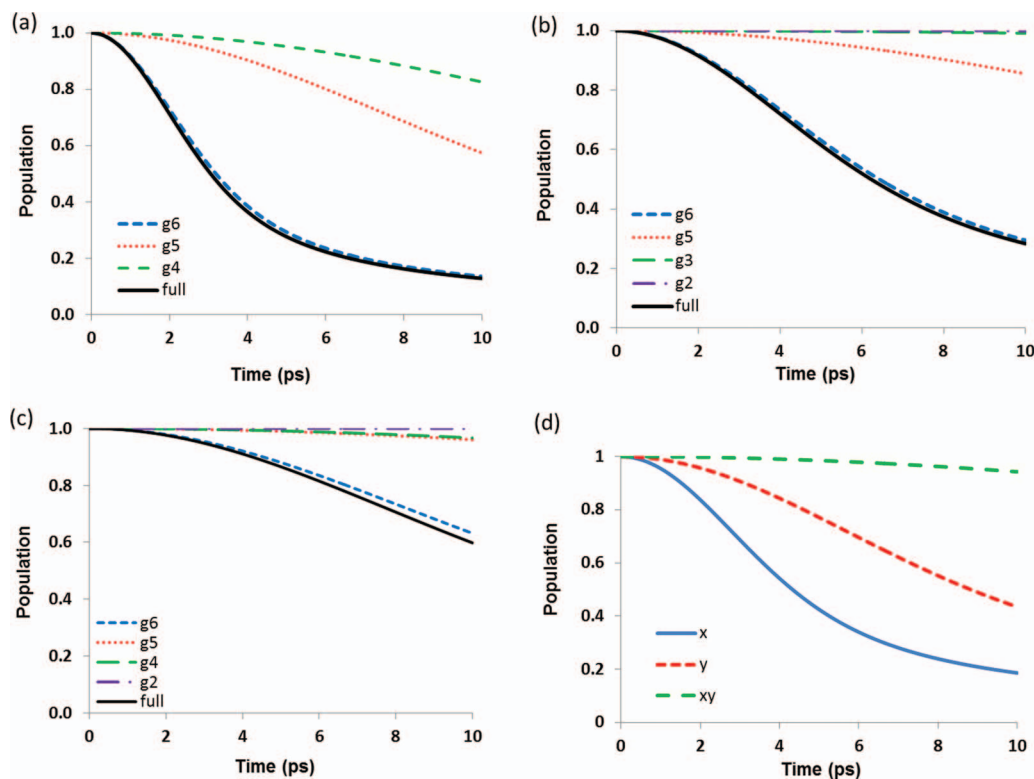 (a)
1.0
0.8
0.6
0.4
0.2
0.0
Population
g6
g5
g4
full
0 2 4 6 8 10
Time (ps)
(b)
1.0
0.8
0.6
0.4
0.2
0.0
Population
g6
g5
g3
g2
full
0 2 4 6 8 10
Time (ps)
(c)
1.0
0.8
0.6
0.4
0.2
0.0
Population
g6
g5
g4
g2
full
0 2 4 6 8 10
Time (ps)
(d)
1
0.8
0.6
0.4
0.2
0
Population
x
y
xy
0 2 4 6 8 10
Time (ps)